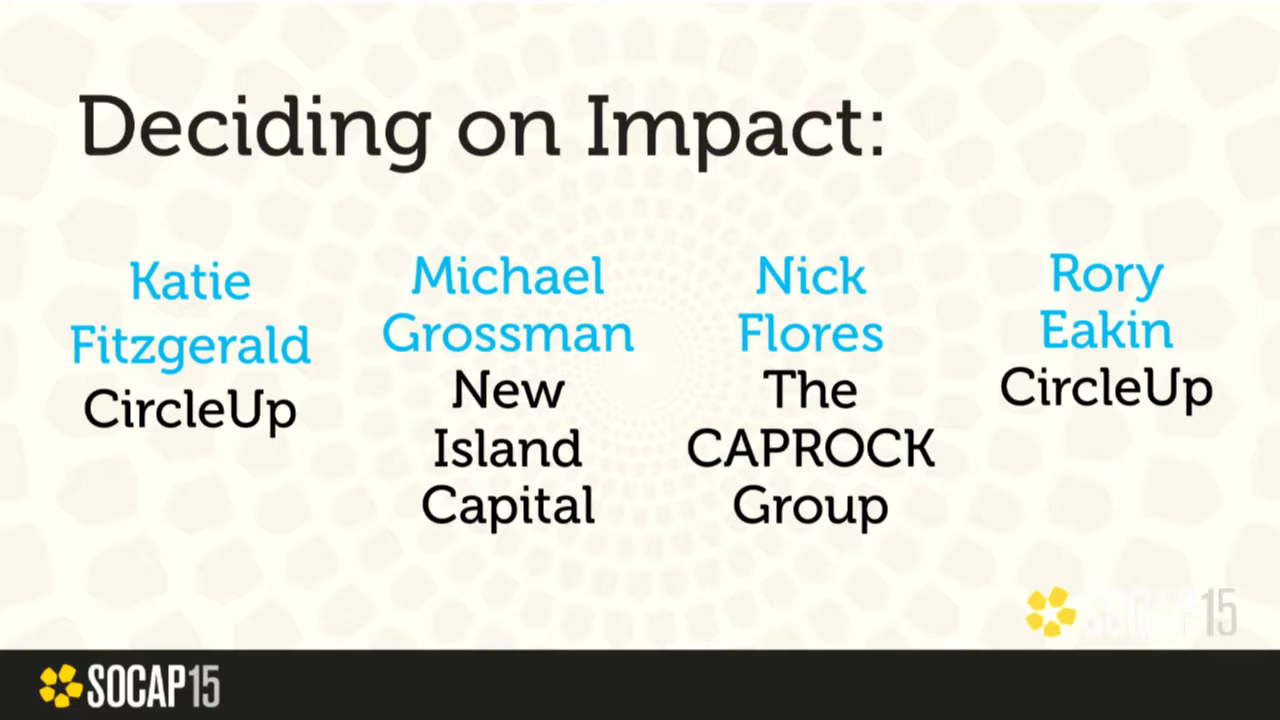 Deciding on Impact:
Katie
Fitzgerald
CircleUp
Michael
Grossman
New
Island
Capital
Nick
Flores
The
CAPROCK
Group
Rory
Eakin
CircleUp
SOCAP15
SOCAP15